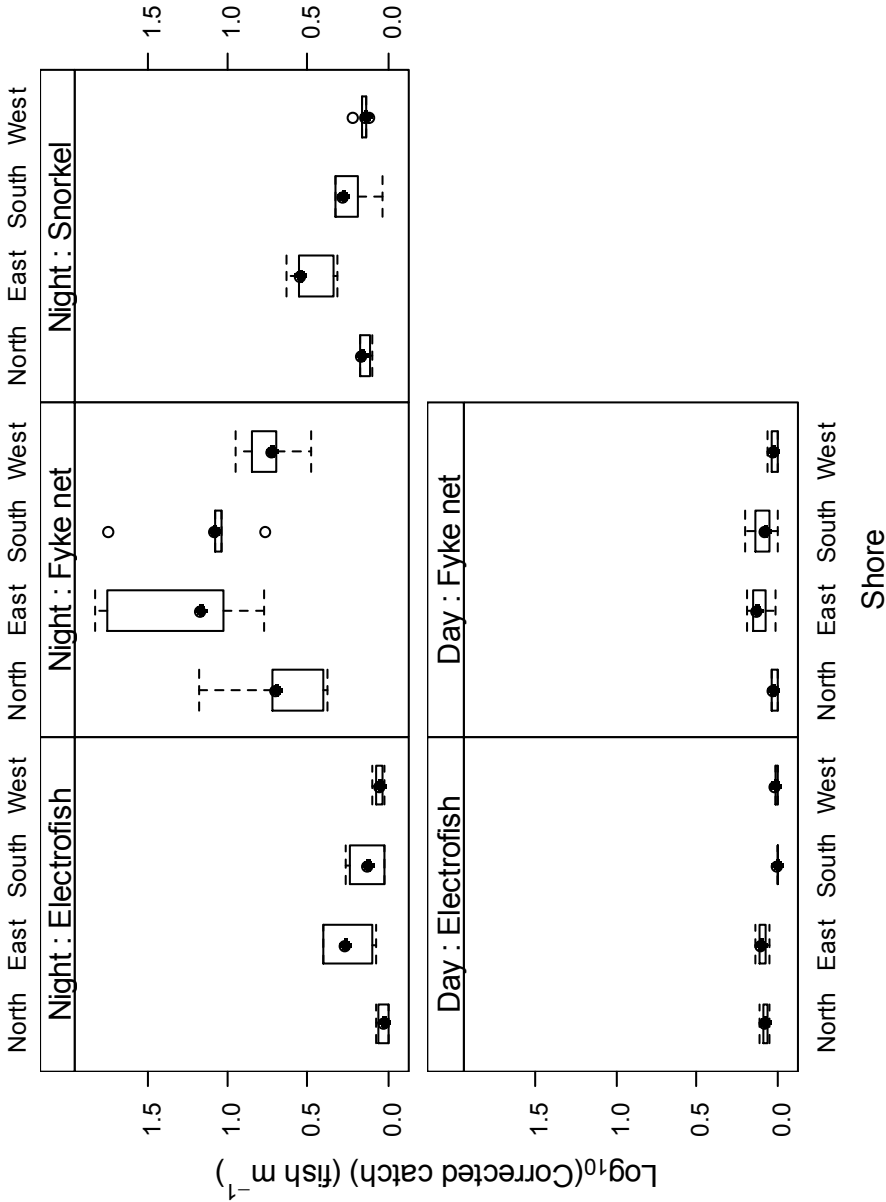 North East South West
North East South West
North East South West
Night : Electrofish
Night : Fyke net
Night : Snorkel
1.5
1.0
0.5
0.0
1.5
1.0
0.5
0.0
Day : Electrofish
Day : Fyke net
1.5
1.0
0.5
0.0
North East South West
North East South West
Shore
Log₁₀(Corrected catch) (fish m⁻¹)